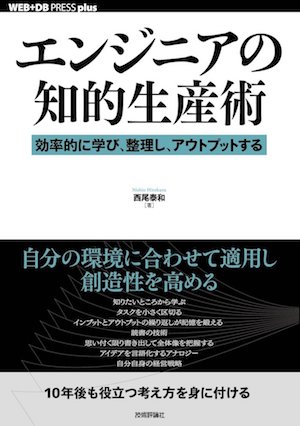 WEB+DB PRESS plus
エンジニアの
知的生産術
効率的に学び、整理し、アウトプットする
Nishio Hirokazu
西尾泰和
[著]
自分の環境に合わせて適用し
創造性を高める
知りたいところから学ぶ
タスクを小さく区切る
インプットとアウトプットの繰り返しが記憶を鍛える
読書の技術
思い付く限り書き出して全体像を把握する
アイデアを言語化するアナロジー
自分自身の経営戦略
10年後も役立つ考え方を身に付ける
技術評論社